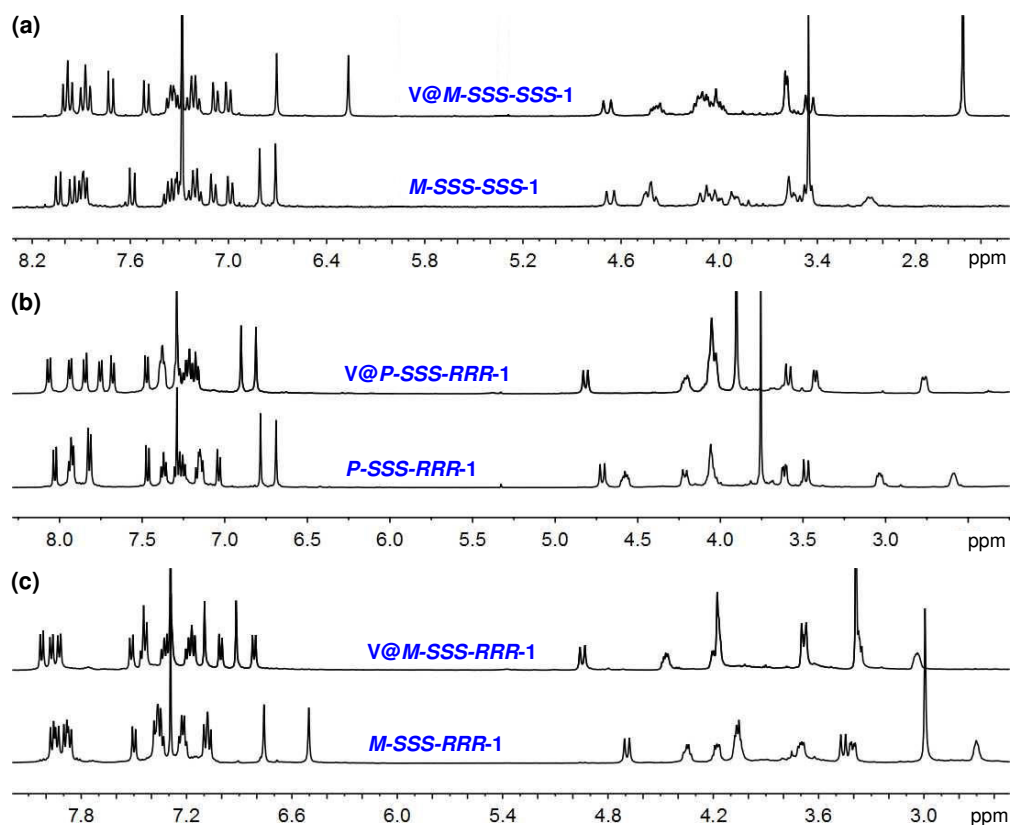 (a)
V@M-SSS-SSS-1
M-SSS-SSS-1
8.2 7.6 7.0 6.4 5.8 5.2 4.6 4.0 3.4 2.8 ppm
(b)
V@P-SSS-RRR-1
P-SSS-RRR-1
8.0 7.5 7.0 6.5 6.0 5.5 5.0 4.5 4.0 3.5 3.0 ppm
(c)
V@M-SSS-RRR-1
M-SSS-RRR-1
7.8 7.2 6.6 6.0 5.4 4.8 4.2 3.6 3.0 ppm